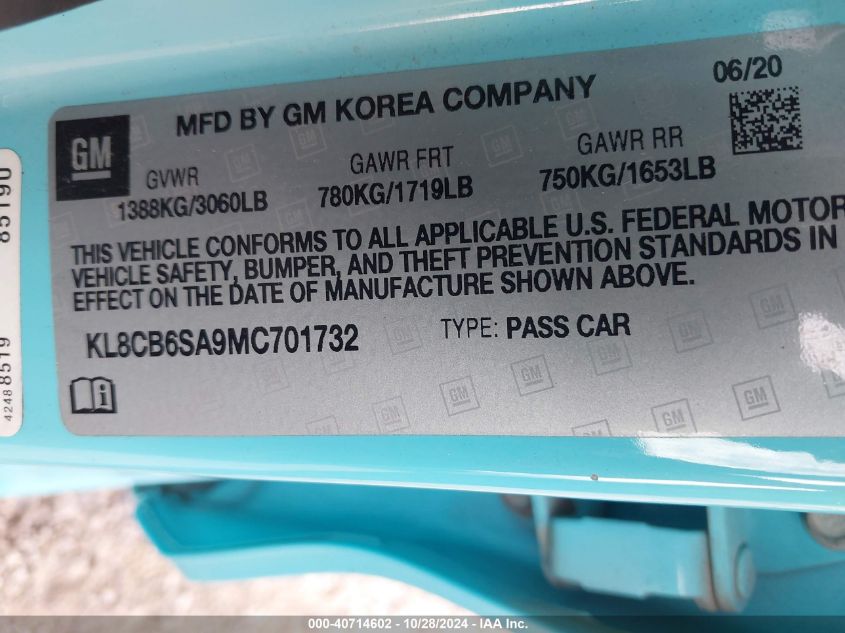 06/20
MFD BY GM KOREA COMPANY
GM
GVWR GAWR FRT GAWR RR
1388KG/3060LB 780KG/1719LB 750KG/1653LB
THIS VEHICLE CONFORMS TO ALL APPLICABLE U.S. FEDERAL MOTOR
VEHICLE SAFETY, BUMPER, AND THEFT PREVENTION STANDARDS IN
EFFECT ON THE DATE OF MANUFACTURE SHOWN ABOVE.
KL8CB6SA9MC701732 TYPE: PASS CAR
42488519 85190
000-40714602 - 10/28/2024 - IAA Inc.